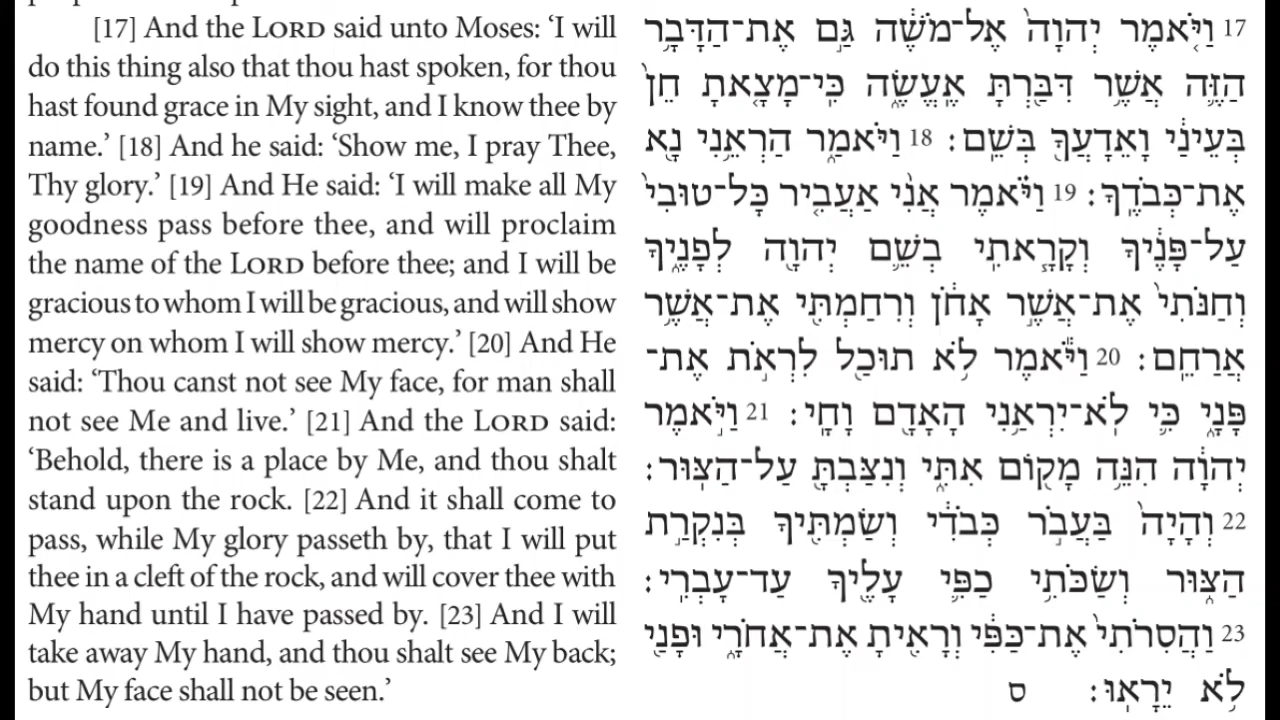 [17] And the LORD said unto Moses: ‘I will
do this thing also that thou hast spoken, for thou
hast found grace in My sight, and I know thee by
name.’ [18] And he said: ‘Show me, I pray Thee,
Thy glory.’ [19] And He said: ‘I will make all My
goodness pass before thee, and will proclaim
the name of the LORD before thee; and I will be
gracious to whom I will be gracious, and will show
mercy on whom I will show mercy.’ [20] And He
said: ‘Thou canst not see My face, for man shall
not see Me and live.’ [21] And the LORD said:
‘Behold, there is a place by Me, and thou shalt
stand upon the rock. [22] And it shall come to
pass, while My glory passeth by, that I will put
thee in a cleft of the rock, and will cover thee with
My hand until I have passed by. [23] And I will
take away My hand, and thou shalt see My back;
but My face shall not be seen.’
17 וַיֹּ֤אמֶר יְהוָה֙ אֶל־מֹשֶׁ֔ה גַּ֣ם אֶת־הַדָּבָ֥ר
הַזֶּ֛ה אֲשֶׁ֥ר דִּבַּ֖רְתָּ אֶֽעֱשֶׂ֑ה כִּֽי־מָצָ֤אתָ חֵן֙
בְּעֵינַ֔י וָאֵדָעֲךָ֖ בְּשֵֽׁם׃ 18 וַיֹּאמַ֑ר הַרְאֵ֥נִי נָ֖א
אֶת־כְּבֹדֶֽךָ׃ 19 וַיֹּ֗אמֶר אֲנִ֨י אַעֲבִ֤יר כָּל־טוּבִי֙
עַל־פָּנֶ֔יךָ וְקָרָ֧אתִֽי בְשֵׁ֛ם יְהוָ֖ה לְפָנֶ֑יךָ
וְחַנֹּתִי֙ אֶת־אֲשֶׁ֣ר אָחֹ֔ן וְרִחַמְתִּ֖י אֶת־אֲשֶׁ֥ר
אֲרַחֵֽם׃ 20 וַיֹּ֕אמֶר לֹ֥א תוּכַ֖ל לִרְאֹ֣ת אֶת־
פָּנָ֑י כִּ֛י לֹֽא־יִרְאַ֥נִי הָאָדָ֖ם וָחָֽי׃ 21 וַיֹּ֣אמֶר
יְהוָ֔ה הִנֵּ֥ה מָק֖וֹם אִתִּ֑י וְנִצַּבְתָּ֖ עַל־הַצּֽוּר׃
22 וְהָיָה֙ בַּעֲבֹ֣ר כְּבֹדִ֔י וְשַׂמְתִּ֖יךָ בְּנִקְרַ֣ת
הַצּ֑וּר וְשַׂכֹּתִ֥י כַפִּ֛י עָלֶ֖יךָ עַד־עָבְרִֽי׃
23 וַהֲסִרֹתִי֙ אֶת־כַּפִּ֔י וְרָאִ֖יתָ אֶת־אֲחֹרָ֑י וּפָנַ֖י
לֹ֥א יֵרָאֽוּ׃ ס